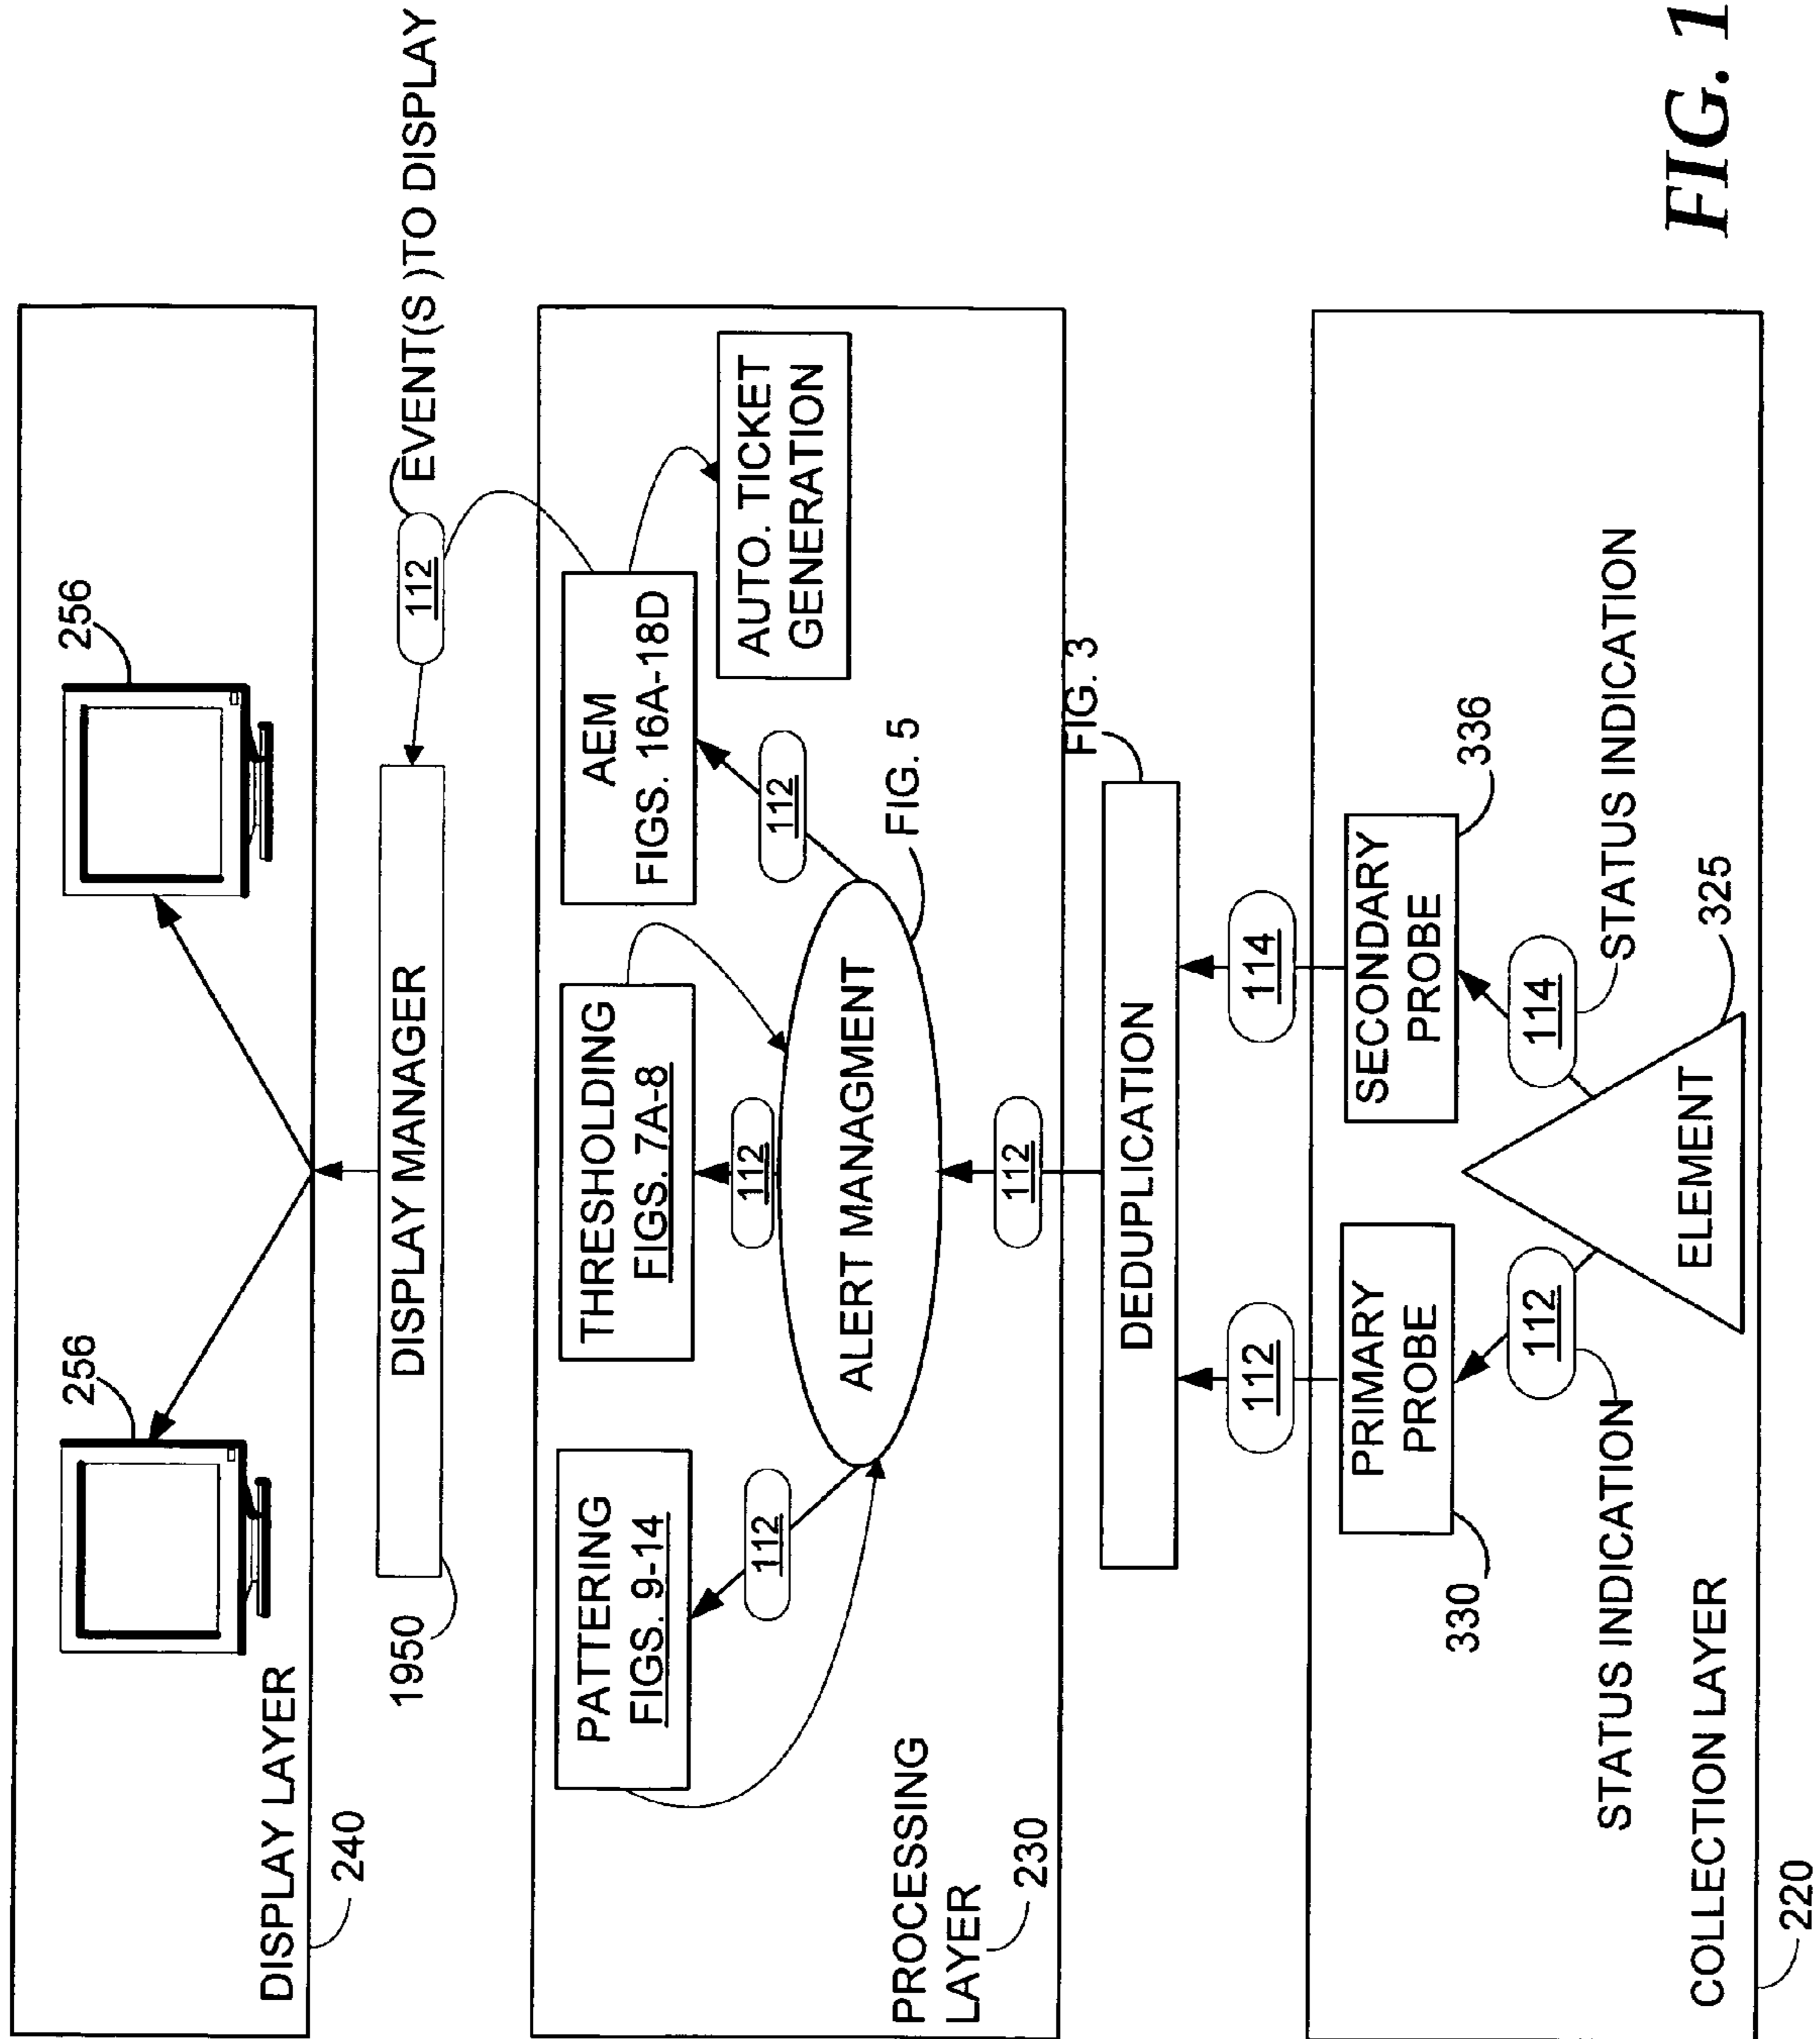 256
256
DISPLAY LAYER
240
DISPLAY MANAGER
1950
112
EVENT(S )TO DISPLAY
PATTERING
FIGS. 9-14
THRESHOLDING
FIGS. 7A-8
AEM
FIGS. 16A-18D
AUTO. TICKET
GENERATION
112
112
112
ALERT MANAGMENT
FIG. 5
PROCESSING
LAYER
230
112
FIG. 3
DEDUPLICATION
112
114
PRIMARY
PROBE
330
SECONDARY
PROBE
336
112
114
STATUS INDICATION
STATUS INDICATION
ELEMENT
325
COLLECTION LAYER
220
FIG. 1